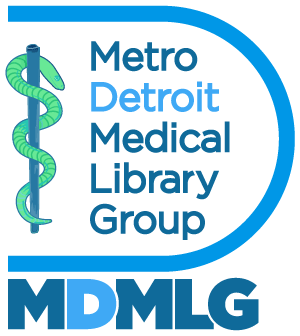 Metro
Detroit
Medical
Library
Group
MDMLG